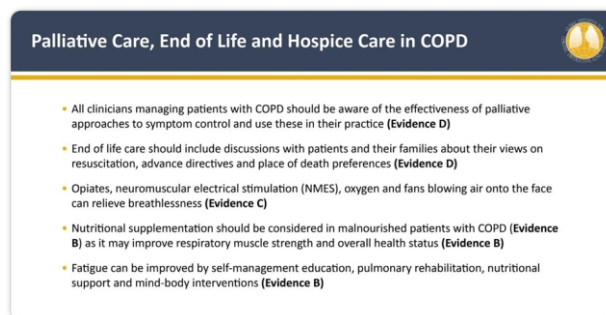 Palliative Care, End of Life and Hospice Care in COPD
• All clinicians managing patients with COPD should be aware of the effectiveness of palliative
approaches to symptom control and use these in their practice (Evidence D)
• End of life care should include discussions with patients and their families about their views on
resuscitation, advance directives and place of death preferences (Evidence D)
• Opiates, neuromuscular electrical stimulation (NMES), oxygen and fans blowing air onto the face
can relieve breathlessness (Evidence C)
• Nutritional supplementation should be considered in malnourished patients with COPD (Evidence
B) as it may improve respiratory muscle strength and overall health status (Evidence B)
• Fatigue can be improved by self-management education, pulmonary rehabilitation, nutritional
support and mind-body interventions (Evidence B)